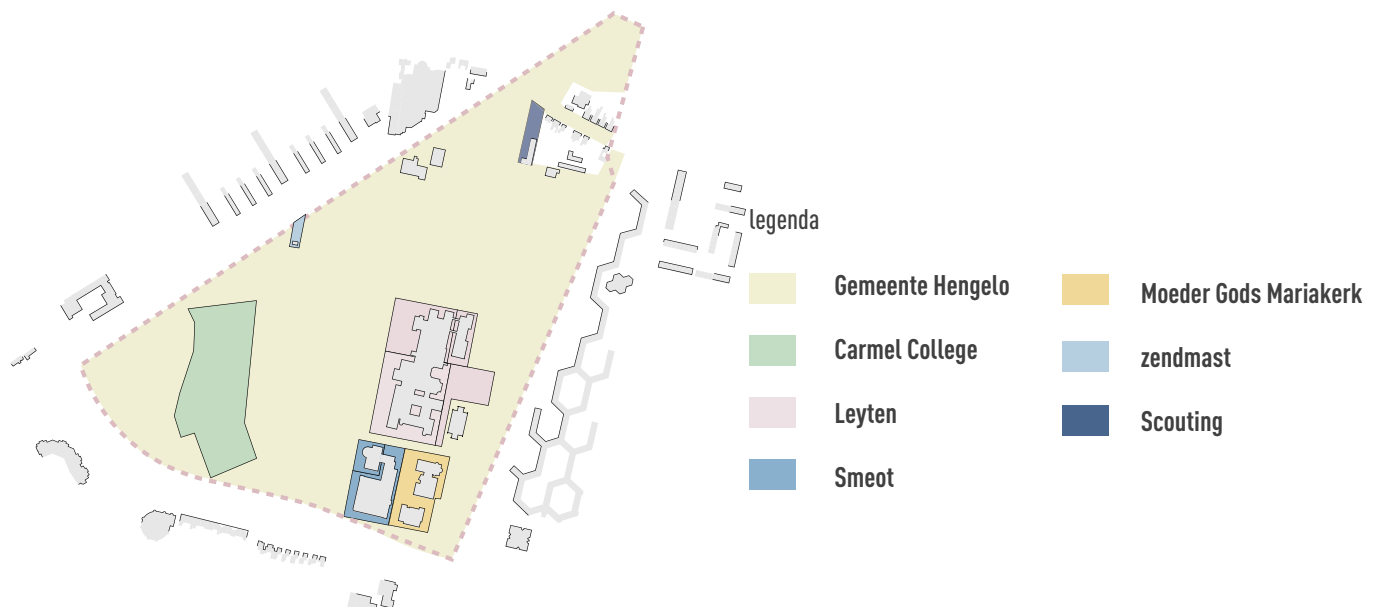 legenda
Gemeente Hengelo
Carmel College
Leyten
Smeot
Moeder Gods Mariakerk
zendmast
Scouting